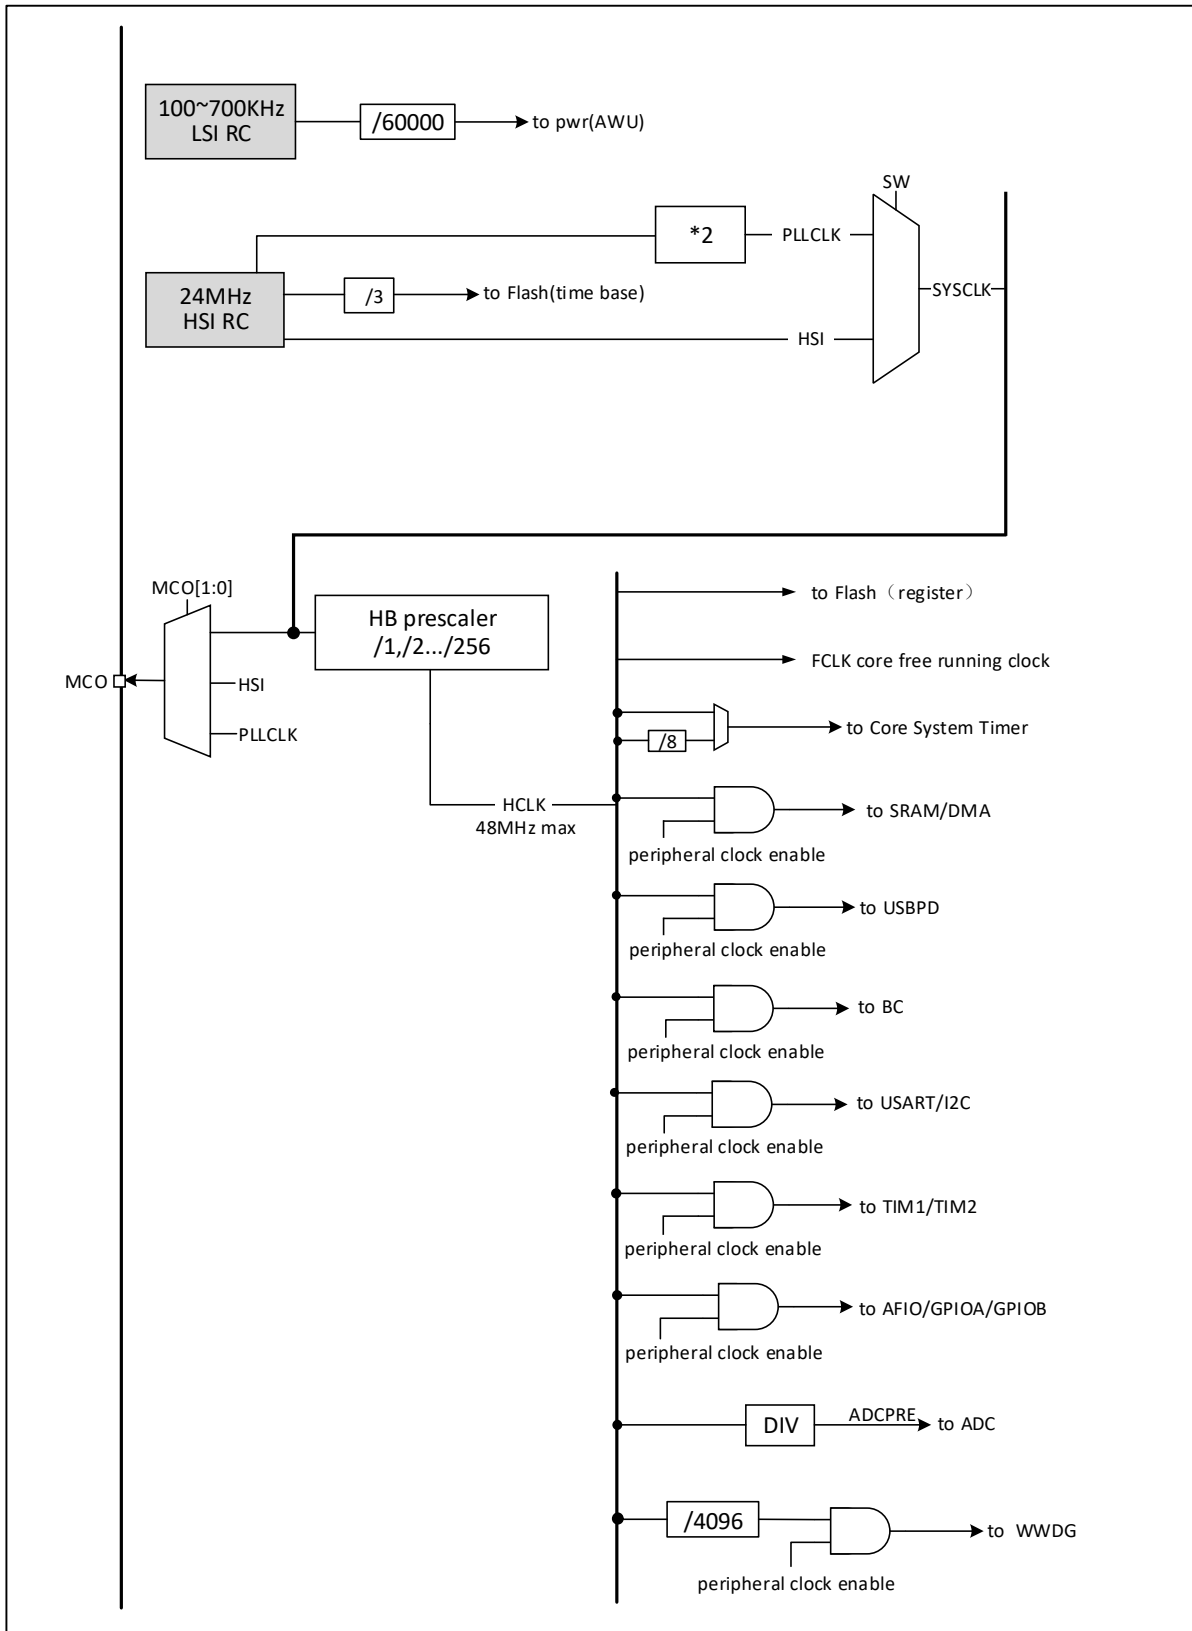 100~700KHz
LSI RC
/60000
to pwr(AWU)
SW
*2
PLLCLK
24MHz
HSI RC
/3
to Flash(time base)
SYSCLK
HSI
MCO[1:0]
HB prescaler
/1,/2.../256
to Flash（register）
FCLK core free running clock
MCO
HSI
PLLCLK
/8
to Core System Timer
HCLK
48MHz max
to SRAM/DMA
peripheral clock enable
to USBPD
peripheral clock enable
to BC
peripheral clock enable
to USART/I2C
peripheral clock enable
to TIM1/TIM2
peripheral clock enable
to AFIO/GPIOA/GPIOB
peripheral clock enable
DIV
ADCPRE
to ADC
/4096
to WWDG
peripheral clock enable